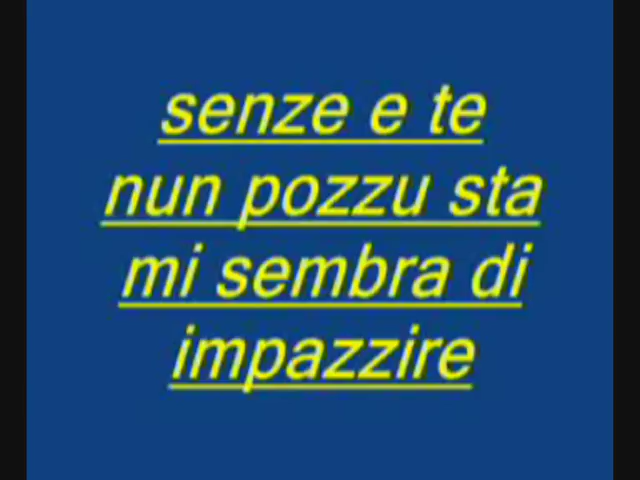 senze e te
nun pozzu sta
mi sembra di
impazzire